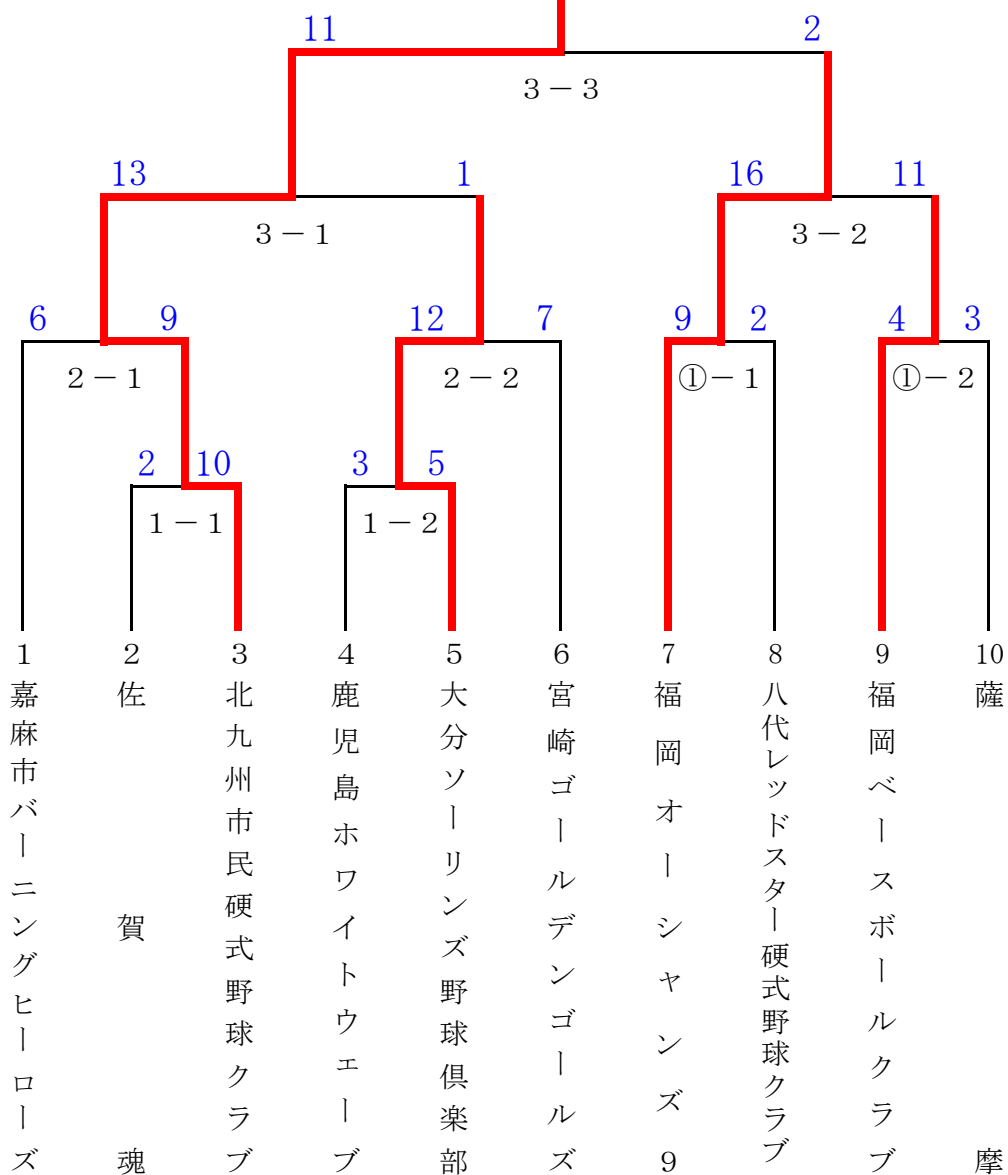 11 2
3－3
13 1 16 11
3－1 3－2
6 9 12 7 9 2 4 3
2－1 2－2 ①－1 ①－2
2 10 3 5
1－1 1－2
1 2 3 4 5 6 7 8 9 10
嘉麻市バーニングヒーローズ
佐賀魂
北九州市民硬式野球クラブ
鹿児島ホワイトウェーブ
大分ソーリンズ野球倶楽部
宮崎ゴールデンゴールズ
福岡オーシャンズ9
八代レッドスター硬式野球クラブ
福岡ベースボールクラブ
薩摩